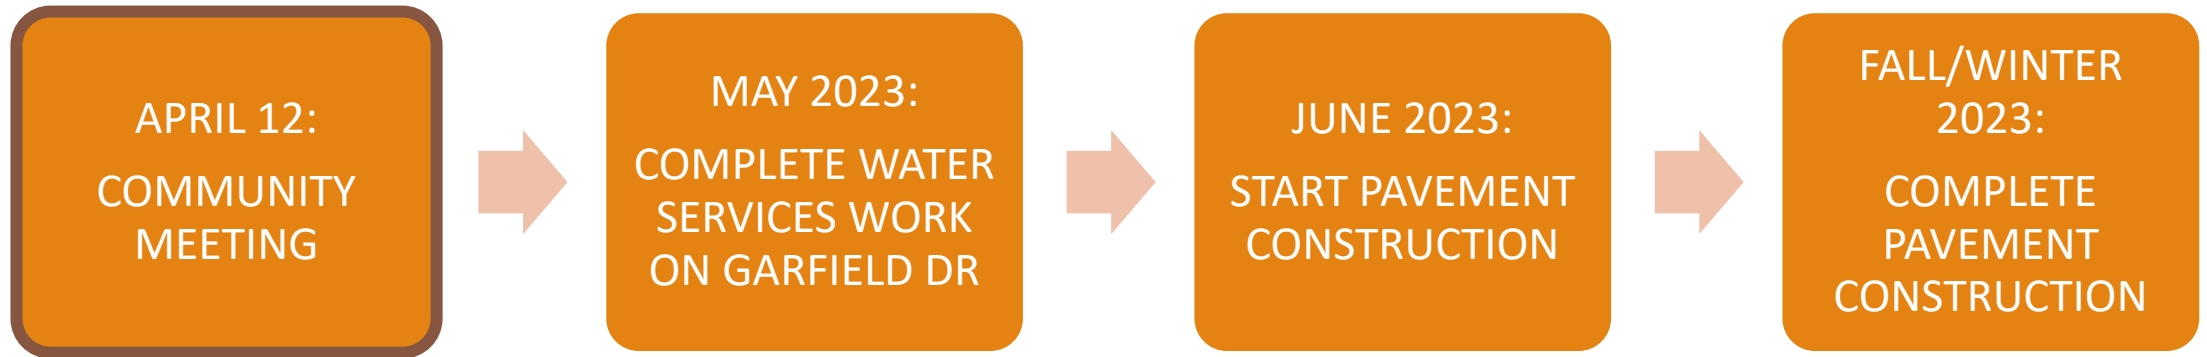 APRIL 12:
COMMUNITY
MEETING
MAY 2023:
COMPLETE WATER
SERVICES WORK
ON GARFIELD DR
JUNE 2023:
START PAVEMENT
CONSTRUCTION
FALL/WINTER
2023:
COMPLETE
PAVEMENT
CONSTRUCTION